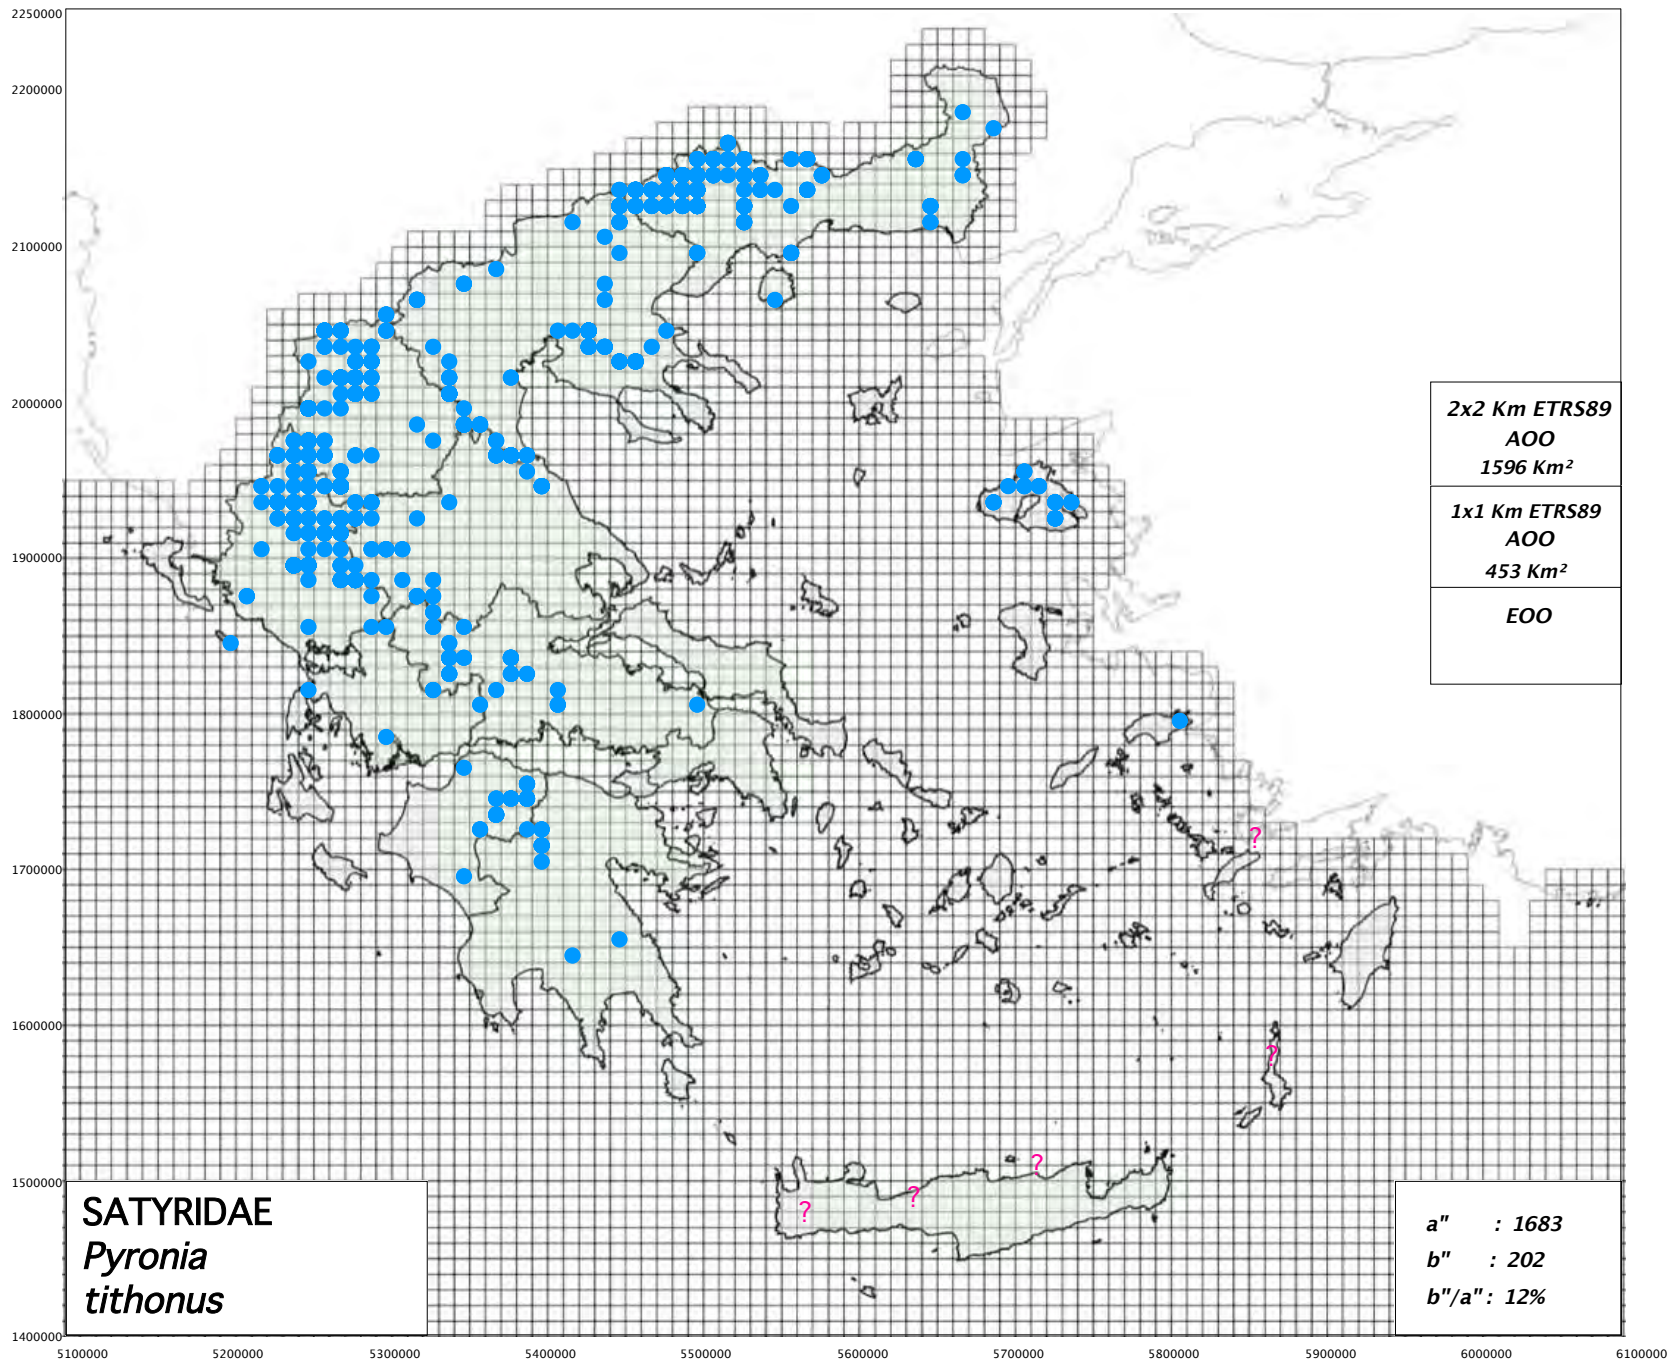 2250000
2200000
2100000
2000000
1900000
1800000
1700000
1600000
1500000
1400000
2x2 Km ETRS89
AOO
1596 Km²
1x1 Km ETRS89
AOO
453 Km²
EOO
?
?
?
?
?
SATYRIDAE
Pyronia
tithonus
a" : 1683
b" : 202
b"/a" : 12%
5100000 5200000 5300000 5400000 5500000 5600000 5700000 5800000 5900000 6000000 6100000